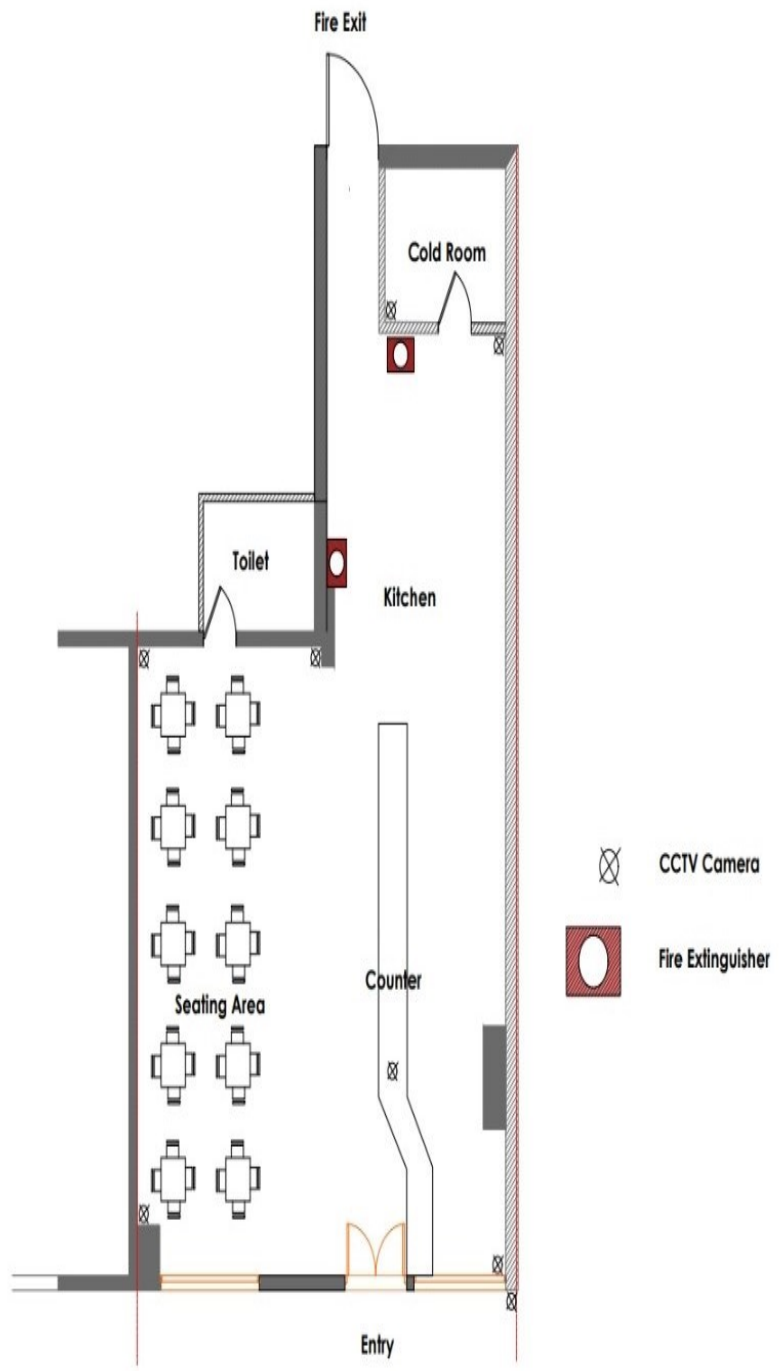 Fire Exit
Cold Room
Toilet
Kitchen
CCTV Camera
Fire Extinguisher
Counter
Seating Area
Entry